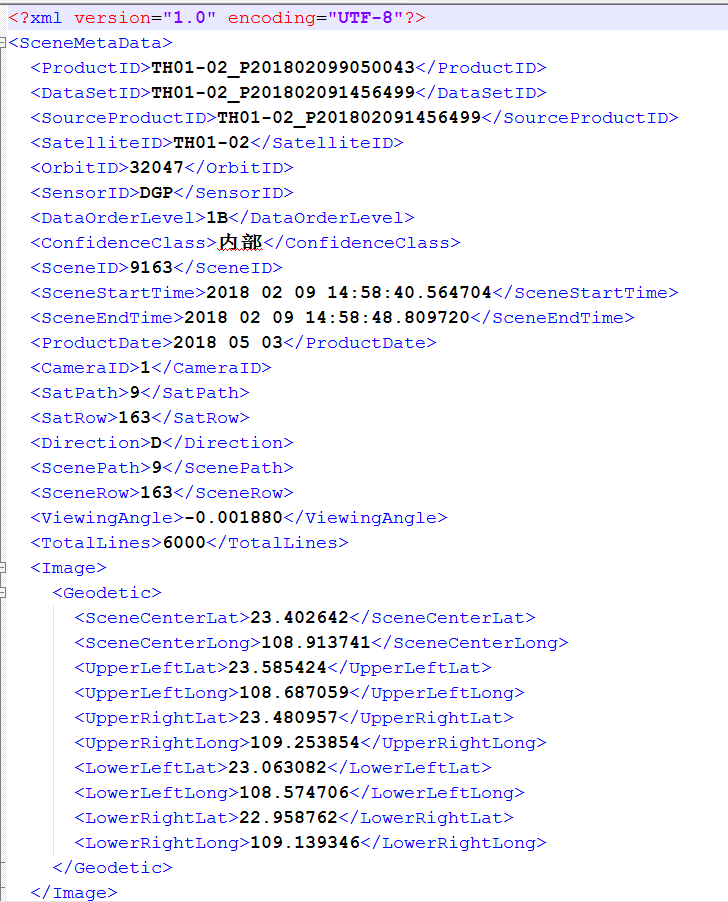 <?xml version="1.0" encoding="UTF-8"?>
<SceneMetaData>
<ProductID>TH01-02_P201802099050043</ProductID>
<DataSetID>TH01-02_P201802091456499</DataSetID>
<SourceProductID>TH01-02_P201802091456499</SourceProductID>
<SatelliteID>TH01-02</SatelliteID>
<OrbitID>32047</OrbitID>
<SensorID>DGP</SensorID>
<DataOrderLevel>1B</DataOrderLevel>
<ConfidenceClass>内部</ConfidenceClass>
<SceneID>9163</SceneID>
<SceneStartTime>2018 02 09 14:58:40.564704</SceneStartTime>
<SceneEndTime>2018 02 09 14:58:48.809720</SceneEndTime>
<ProductDate>2018 05 03</ProductDate>
<CameraID>1</CameraID>
<SatPath>9</SatPath>
<SatRow>163</SatRow>
<Direction>D</Direction>
<ScenePath>9</ScenePath>
<SceneRow>163</SceneRow>
<ViewingAngle>-0.001880</ViewingAngle>
<TotalLines>6000</TotalLines>
<Image>
<Geodetic>
<SceneCenterLat>23.402642</SceneCenterLat>
<SceneCenterLong>108.913741</SceneCenterLong>
<UpperLeftLat>23.585424</UpperLeftLat>
<UpperLeftLong>108.687059</UpperLeftLong>
<UpperRightLat>23.480957</UpperRightLat>
<UpperRightLong>109.253854</UpperRightLong>
<LowerLeftLat>23.063082</LowerLeftLat>
<LowerLeftLong>108.574706</LowerLeftLong>
<LowerRightLat>22.958762</LowerRightLat>
<LowerRightLong>109.139346</LowerRightLong>
</Geodetic>
</Image>